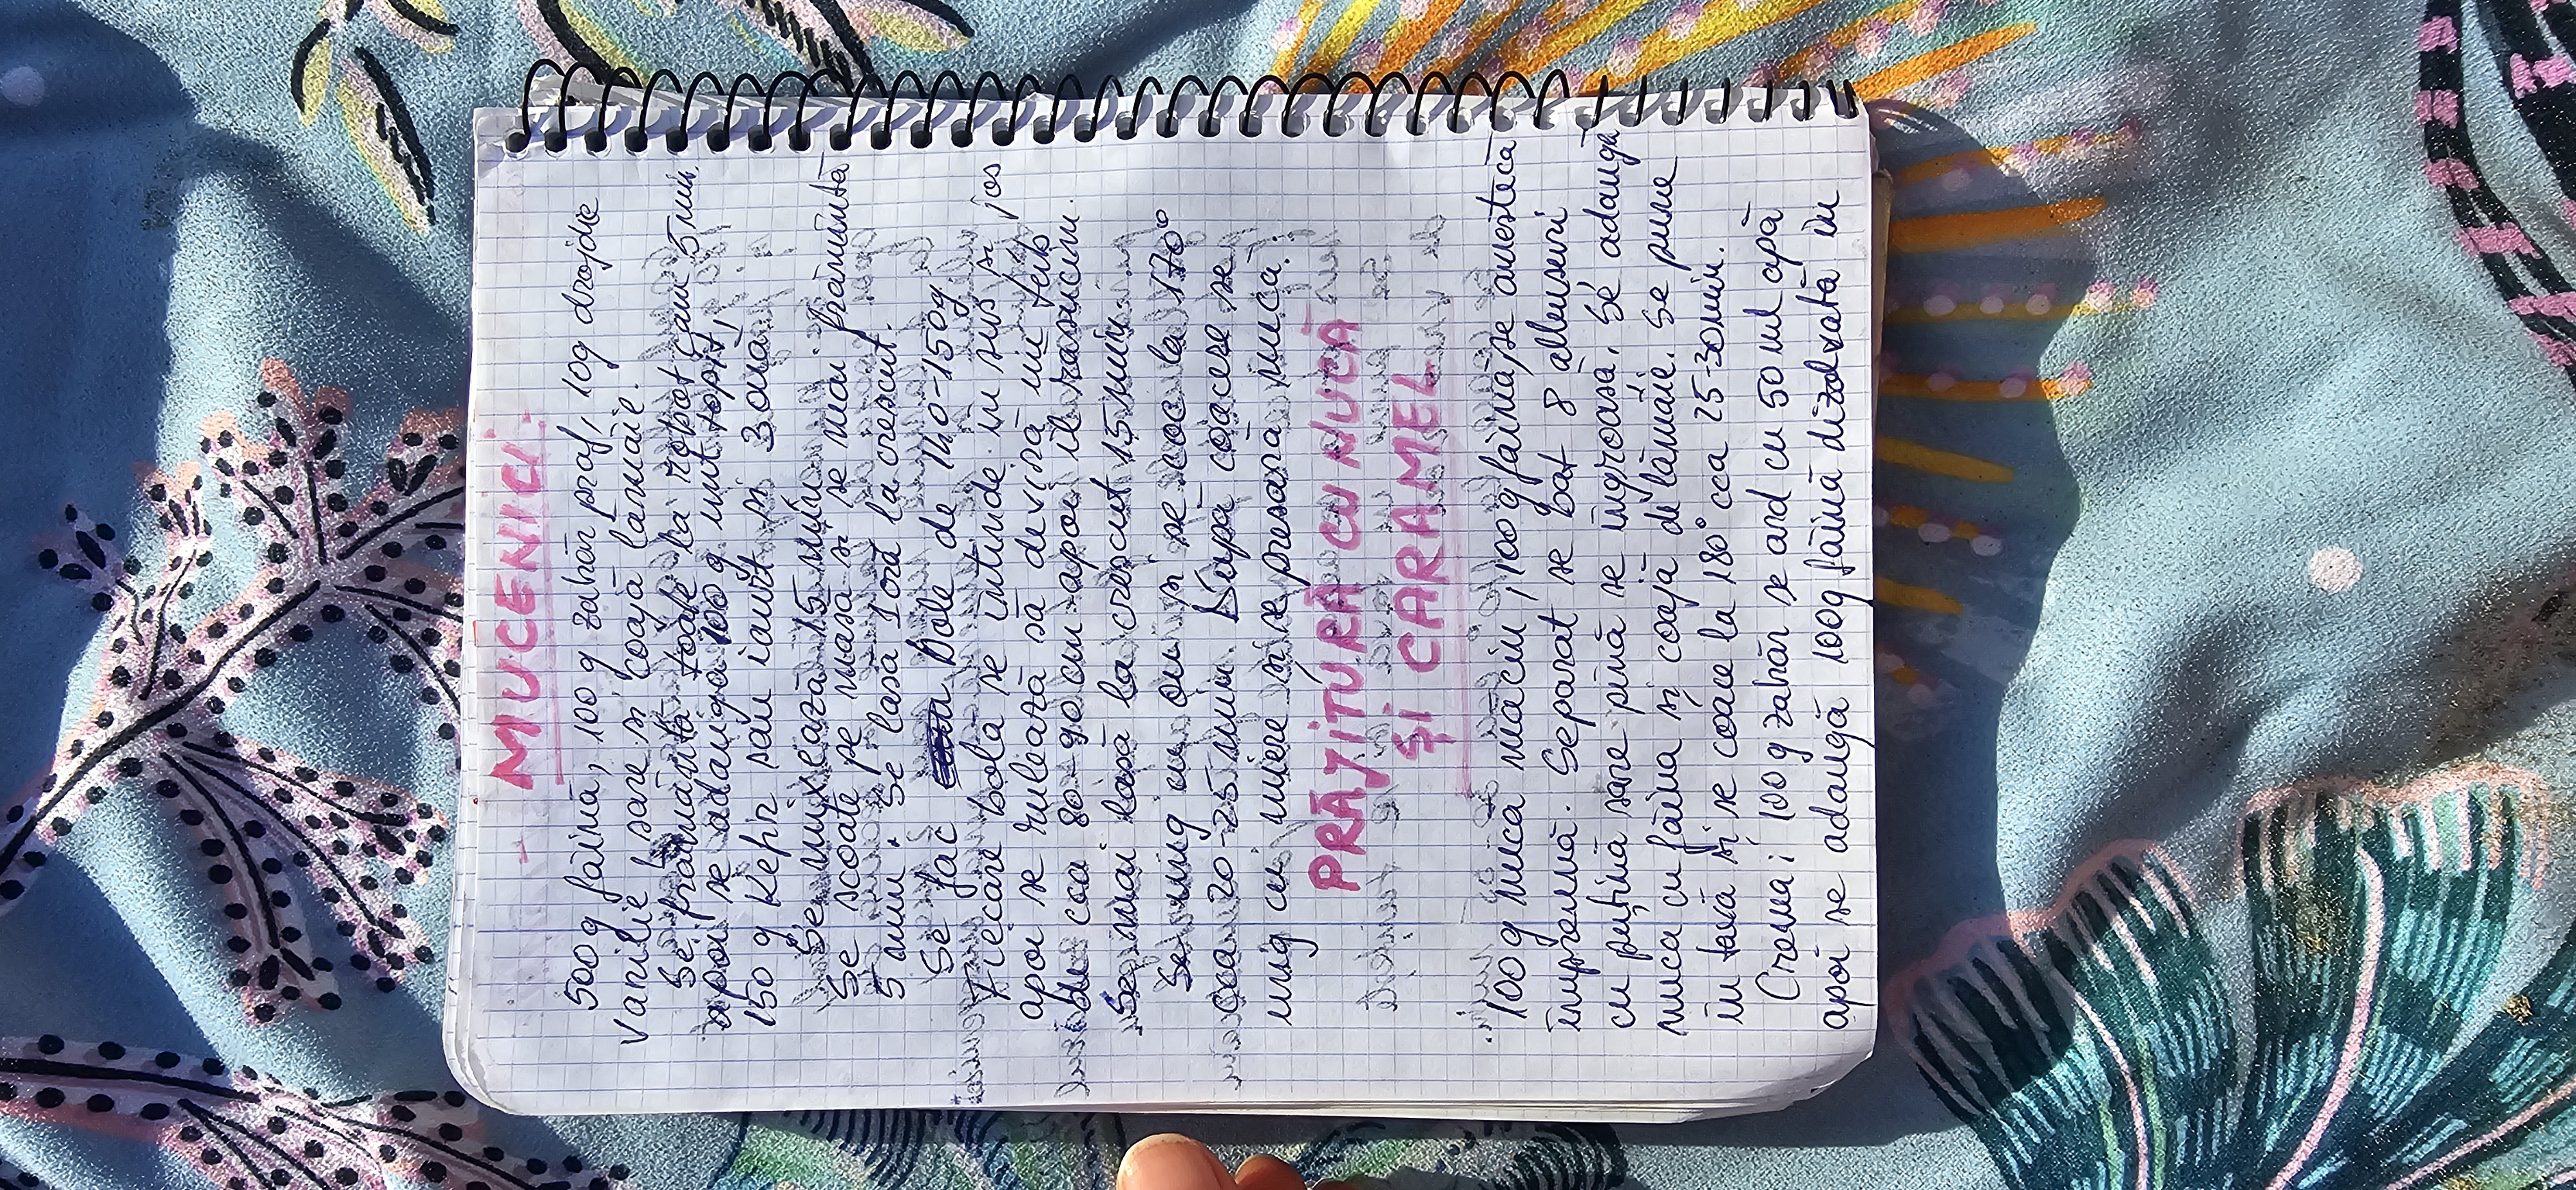 - MUCENICI -
500 g făină, 100 g zahăr praf, 10g drojdie
Vanilie, sare și coajă lămâie.
Se frământă toate la robot cam 5 min.
apoi se adaugă 100 g unt topit,
150 g Kefir sau iaurt și 3 ouă
Se mixează 15 min
Se scoate pe masă și se mai frămîntă
5 min. Se lasă 1 oră la crescut.
Se fac bole de 140-150g
Fiecare bolă se întinde în sus și jos
apoi se rulează să devină un tub
de cca 80-90 cm apoi îl răsucim.
Se mai lasă la crescut 15 min
Se ung cu ou și se coc la 170°
cca 20-25 min. După coacere se
ung cu miere și se presară nuca.
PRĂJITURĂ CU NUCĂ
ȘI CARAMEL
100 g nucă măcin, 100 g făină, se amestecă
împreună. Separat se bat 8 albușuri
cu puțină sare pînă se îngroașă. Se adaugă
nuca cu făina și coajă de lămâie. Se pune
în tavă și se coace la 180° cca 25-30 min.
Crema: 100 g zahăr se ard cu 50 ml apă
apoi se adaugă 100g făină dizolvată în